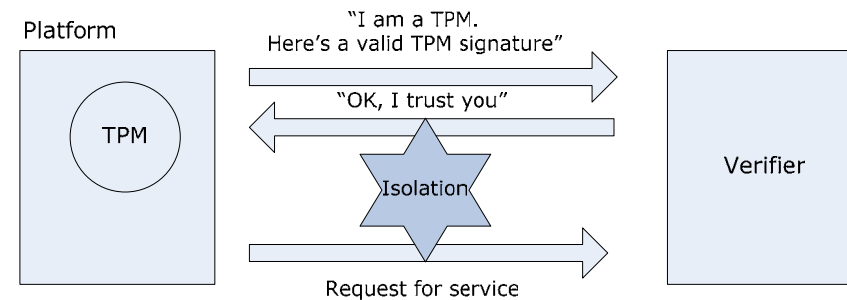 Platform
“I am a TPM.
Here’s a valid TPM signature”
“OK, I trust you”
TPM
Isolation
Verifier
Request for service